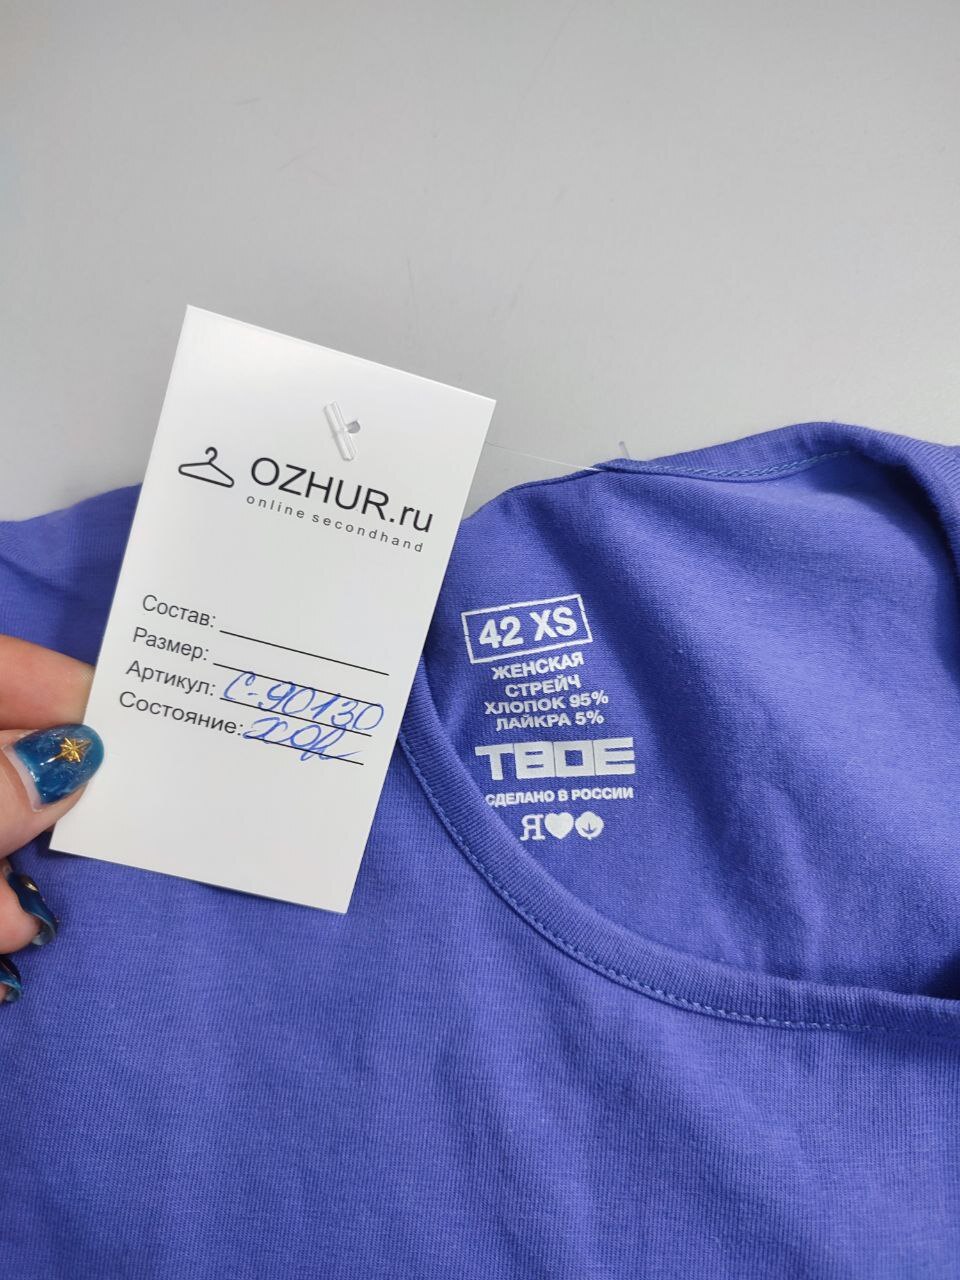 OZHUR.ru
online secondhand
Состав:
Размер:
Артикул: С-90130
Состояние: хор
42 XS
ЖЕНСКАЯ
СТРЕЙЧ
ХЛОПОК 95%
ЛАЙКРА 5%
ТВОЕ
СДЕЛАНО В РОССИИ
Я